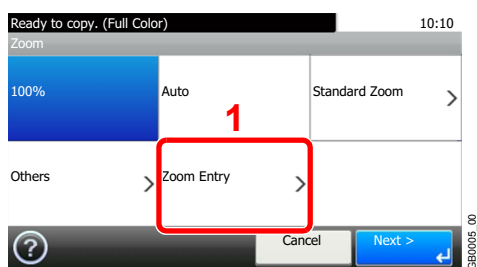 Ready to copy. (Full Color) 10:10
Zoom
100% Auto Standard Zoom >
1
Others > Zoom Entry >
? Cancel Next >
GB0005_00